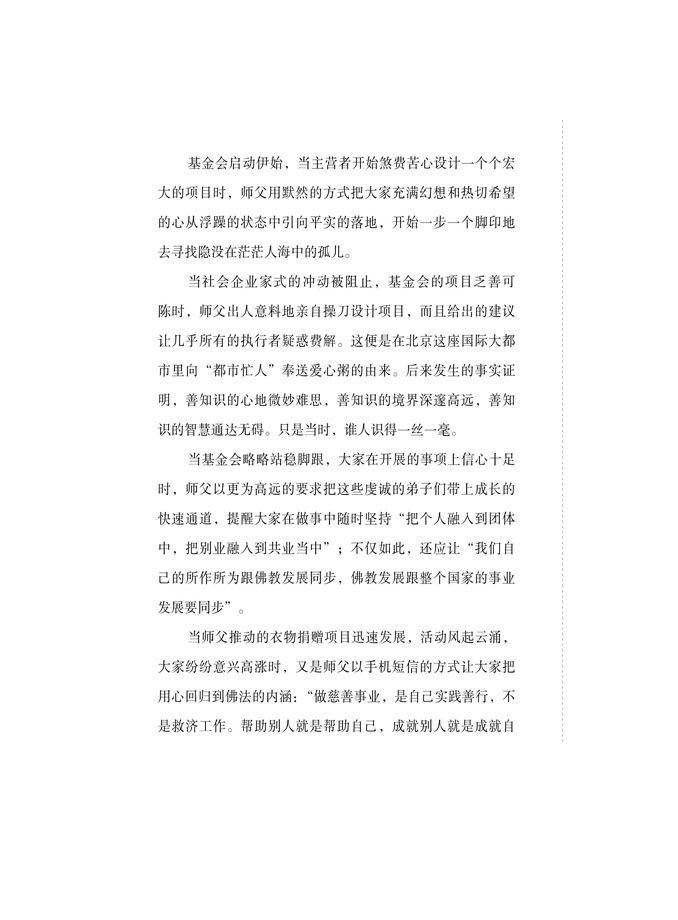 基金会启动伊始，当主营者开始煞费苦心设计一个个宏
大的项目时，师父用默然的方式把大家充满幻想和热切希望
的心从浮躁的状态中引向平实的落地，开始一步一个脚印地
去寻找隐没在茫茫人海中的孤儿。
当社会企业家式的冲动被阻止，基金会的项目乏善可
陈时，师父出人意料地亲自操刀设计项目，而且给出的建议
让几乎所有的执行者疑惑费解。这便是在北京这座国际大都
市里向“都市忙人”奉送爱心粥的由来。后来发生的事实证
明，善知识的心地微妙难思，善知识的境界深邃高远，善知
识的智慧通达无碍。只是当时，谁人识得一丝一毫。
当基金会略略站稳脚跟，大家在开展的事项上信心十足
时，师父以更为高远的要求把这些虔诚的弟子们带上成长的
快速通道，提醒大家在做事中随时坚持“把个人融入到团体
中，把别业融入到共业当中”；不仅如此，还应让“我们自
己的所作所为跟佛教发展同步，佛教发展跟整个国家的事业
发展要同步”。
当师父推动的衣物捐赠项目迅速发展，活动风起云涌，
大家纷纷意兴高涨时，又是师父以手机短信的方式让大家把
用心回归到佛法的内涵：“做慈善事业，是自己实践善行，不
是救济工作。帮助别人就是帮助自己，成就别人就是成就自